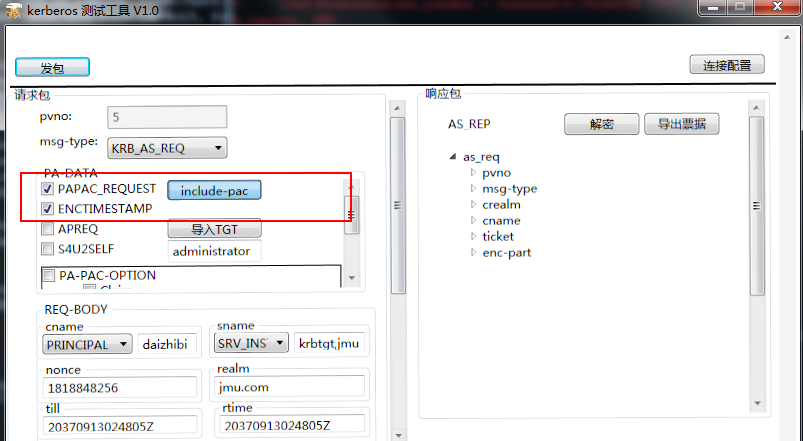 kerberos 测试工具 V1.0
发包
连接配置
请求包
pvno:
5
msg-type:
KRB_AS_REQ
PA-DATA
PAPAC_REQUEST
include-pac
ENCTIMESTAMP
APREQ
导入TGT
S4U2SELF
administrator
PA-PAC-OPTION
REQ-BODY
cname
PRINCIPAL
daizhibi
sname
SRV_INS
krbtgt,jmu
nonce
1818848256
realm
jmu.com
till
20370913024805Z
rtime
20370913024805Z
响应包
AS_REP
解密
导出票据
as_req
pvno
msg-type
crealm
cname
ticket
enc-part